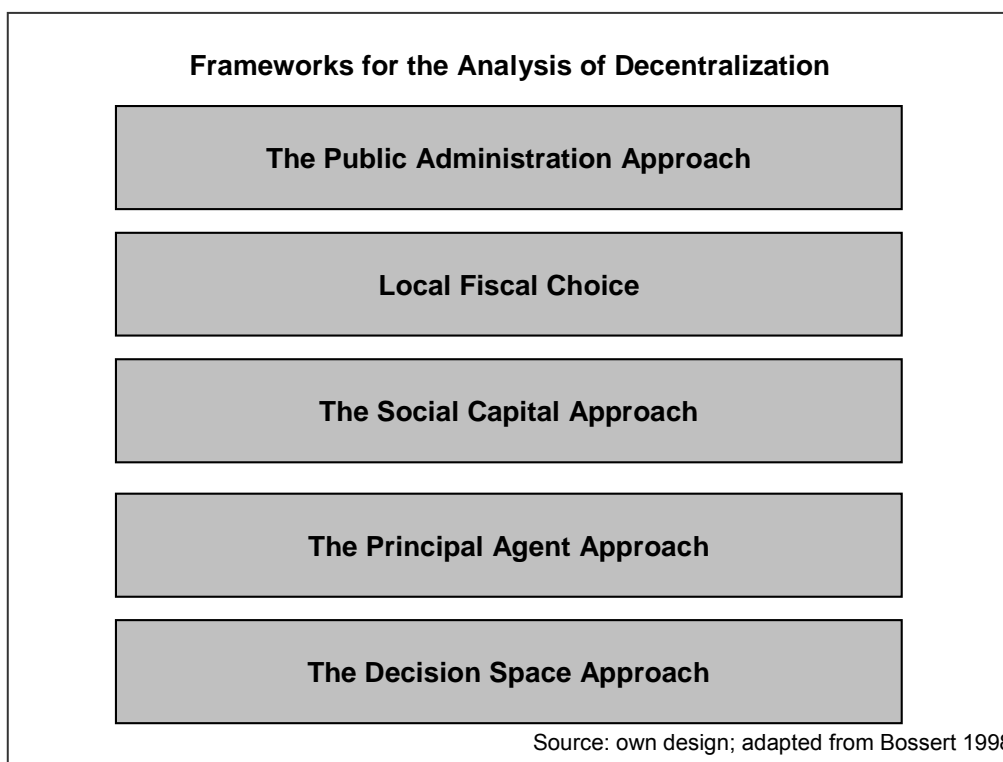 Frameworks for the Analysis of Decentralization
The Public Administration Approach
Local Fiscal Choice
The Social Capital Approach
The Principal Agent Approach
The Decision Space Approach
Source: own design; adapted from Bossert 1998